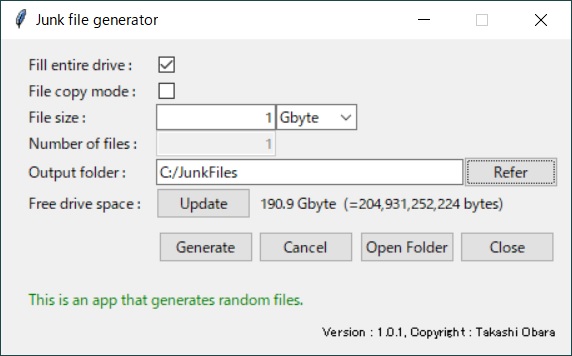 Junk file generator
Fill entire drive :
File copy mode :
File size : 1 Gbyte
Number of files : 1
Output folder : C:/JunkFiles Refer
Free drive space : Update 190.9 Gbyte (=204,931,252,224 bytes)
Generate Cancel Open Folder Close
This is an app that generates random files.
Version : 1.0.1, Copyright : Takashi Obara